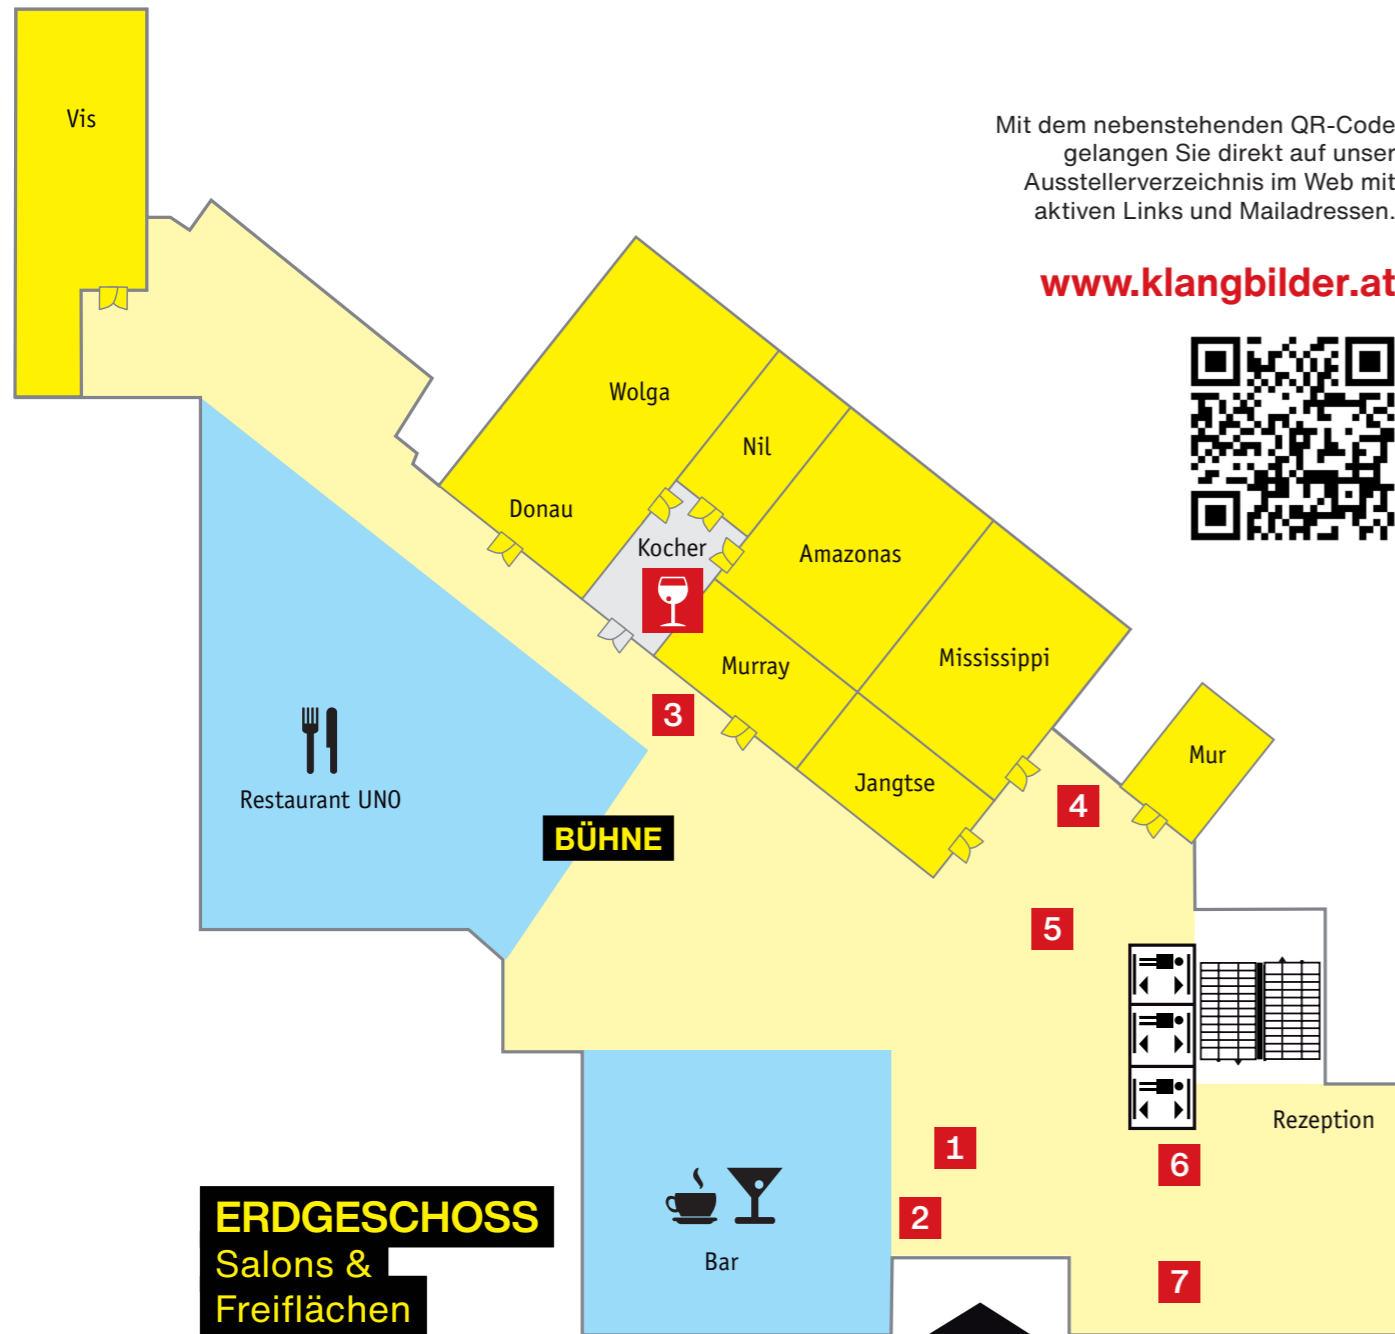 Vis
Mit dem nebenstehenden QR-Code
gelangen Sie direkt auf unser
Ausstellerverzeichnis im Web mit
aktiven Links und Mailadressen.
www.klangbilder.at
Wolga
Nil
Donau
Kocher
Amazonas
Murray
Mississippi
3
Mur
Jangtse
Restaurant UNO
4
BÜHNE
5
Rezeption
1
6
2
Bar
7
ERDGESCHOSS
Salons &
Freiflächen